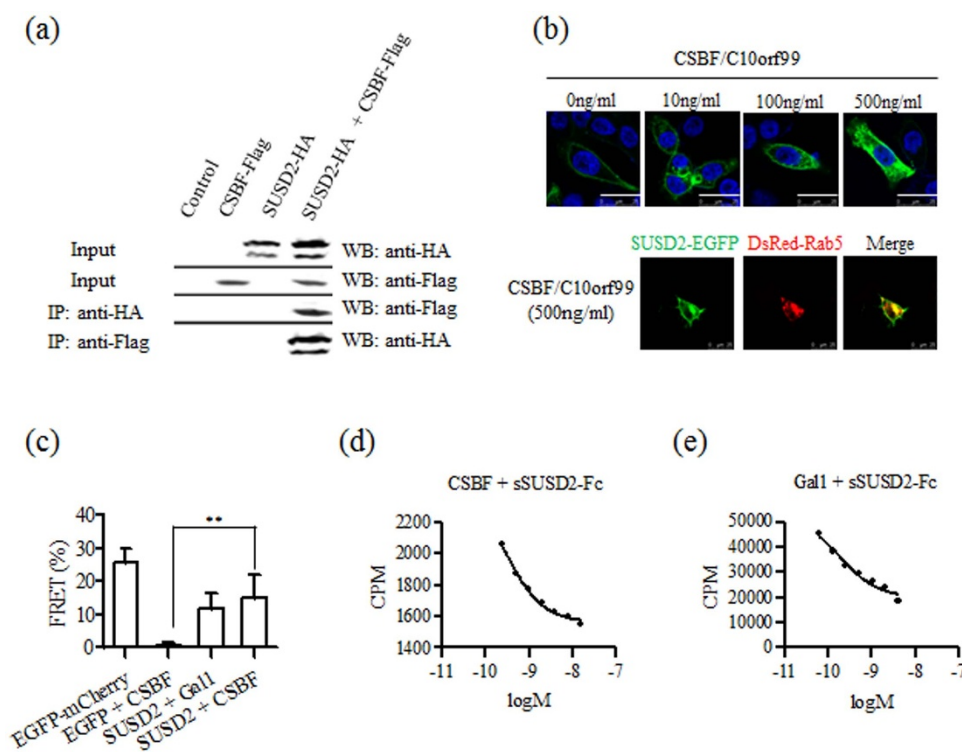 (a)
Control
CSBF-Flag
SUSD2-HA
SUSD2-HA + CSBF-Flag
Input WB: anti-HA
Input WB: anti-Flag
IP: anti-HA WB: anti-Flag
IP: anti-Flag WB: anti-HA
(b)
CSBF/C10orf99
0ng/ml 10ng/ml 100ng/ml 500ng/ml
SUSD2-EGFP DsRed-Rab5 Merge
CSBF/C10orf99
(500ng/ml)
(c)
FRET (%)
40
30
20
10
0
EGFP-mCherry
EGFP + CSBF
SUSD2 + Gal1
SUSD2 + CSBF
**
(d)
CSBF + sSUSD2-Fc
CPM
2200
2000
1800
1600
1400
-11 -10 -9 -8 -7
logM
(e)
Gal1 + sSUSD2-Fc
CPM
50000
40000
30000
20000
10000
0
-11 -10 -9 -8 -7
logM